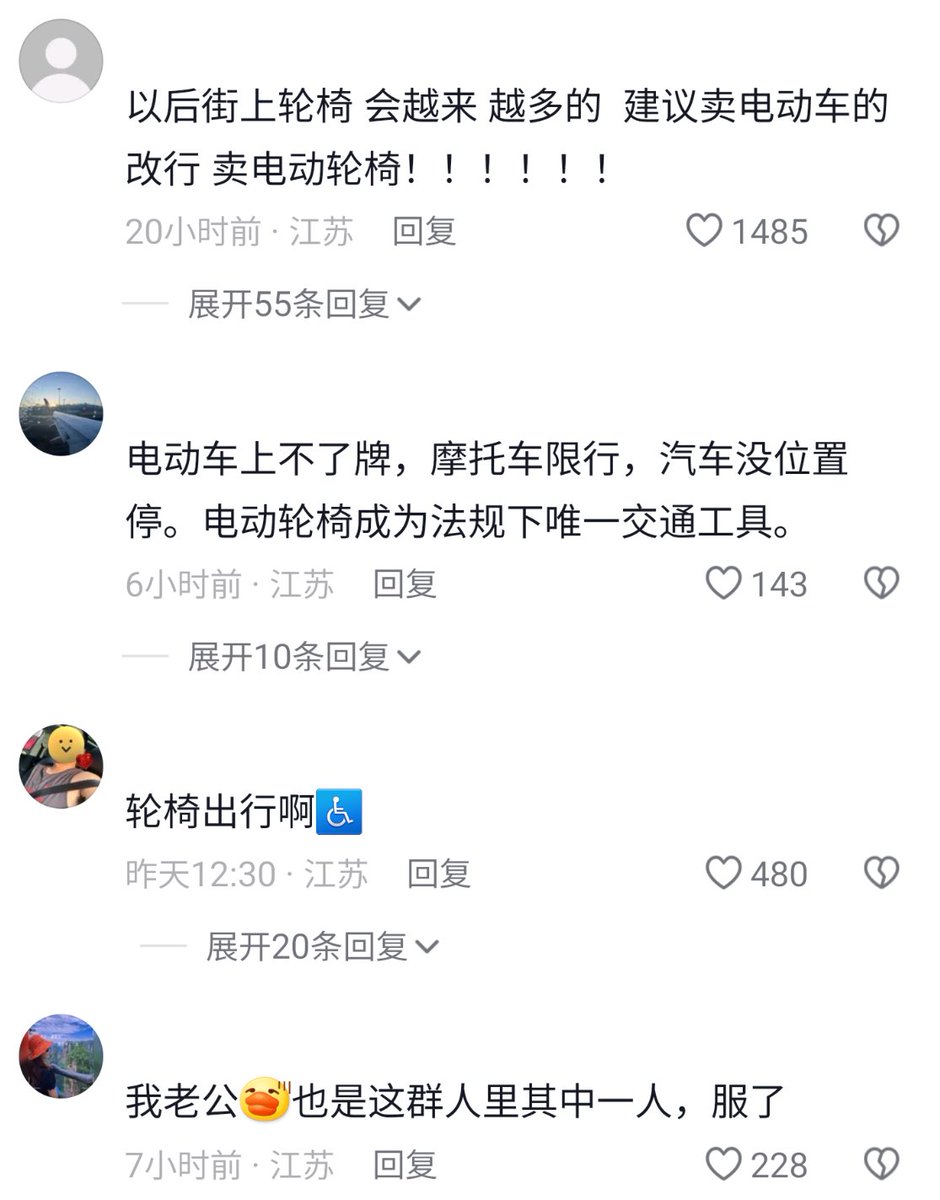 以后街上轮椅 会越来 越多的 建议卖电动车的
改行 卖电动轮椅！！！！！！
20小时前 · 江苏 回复 1485
展开55条回复
电动车上不了牌，摩托车限行，汽车没位置
停。电动轮椅成为法规下唯一交通工具。
6小时前 · 江苏 回复 143
展开10条回复
轮椅出行啊♿
昨天12:30 · 江苏 回复 480
展开20条回复
我老公也是这群人里其中一人，服了
7小时前 · 江苏 回复 228